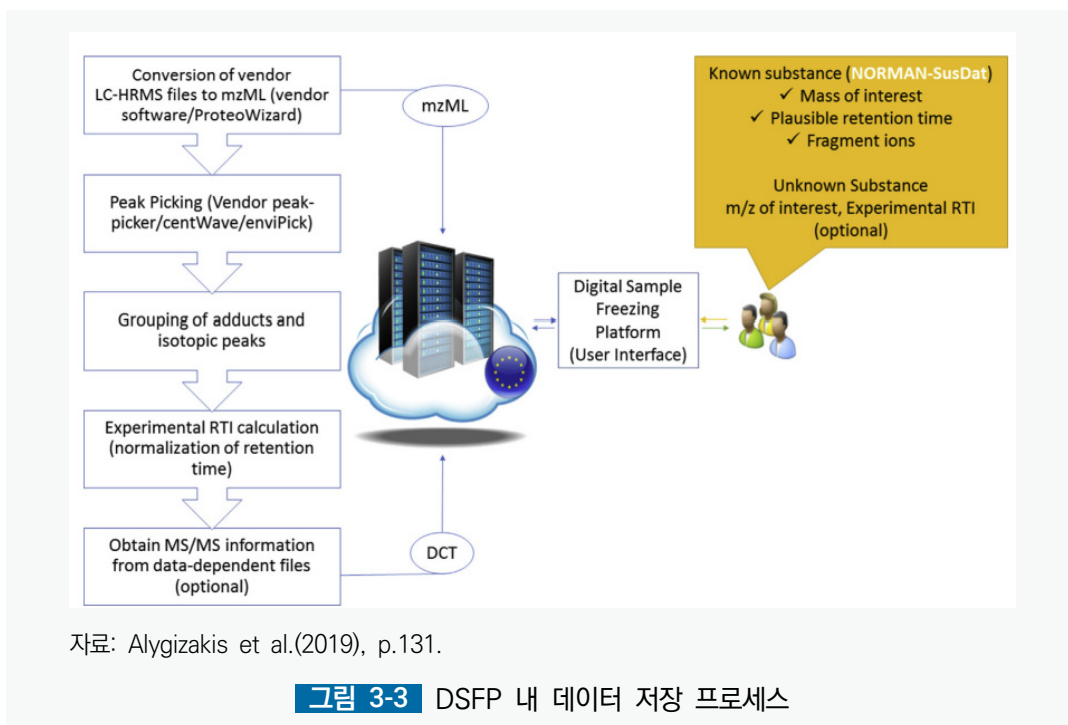 Conversion of vendor
LC-HRMS files to mzML (vendor
software/ProteoWizard)
mzML
Peak Picking (Vendor peak-
picker/centWave/enviPick)
Grouping of adducts and
isotopic peaks
Experimental RTI calculation
(normalization of retention
time)
Obtain MS/MS information
from data-dependent files
(optional)
DCT
Digital Sample
Freezing
Platform
(User Interface)
Known substance (NORMAN-SusDat)
✓ Mass of interest
✓ Plausible retention time
✓ Fragment ions
Unknown Substance
m/z of interest, Experimental RTI
(optional)
자료: Alygizakis et al.(2019), p.131.
그림 3-3 DSFP 내 데이터 저장 프로세스